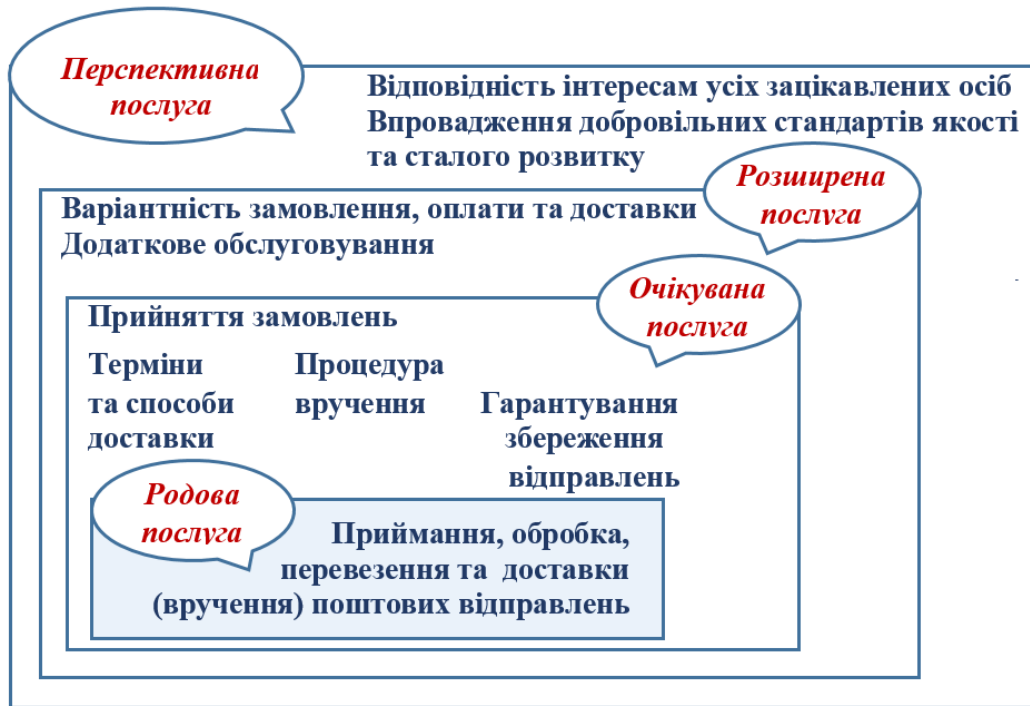 Перспективна
послуга
Відповідність інтересам усіх зацікавлених осіб
Впровадження добровільних стандартів якості
та сталого розвитку
Розширена
послуга
Варіантність замовлення, оплати та доставки
Додаткове обслуговування
Очікувана
послуга
Прийняття замовлень
Терміни
та способи
доставки
Процедура
вручення
Гарантування
збереження
відправлень
Родова
послуга
Приймання, обробка,
перевезення та доставки
(вручення) поштових відправлень